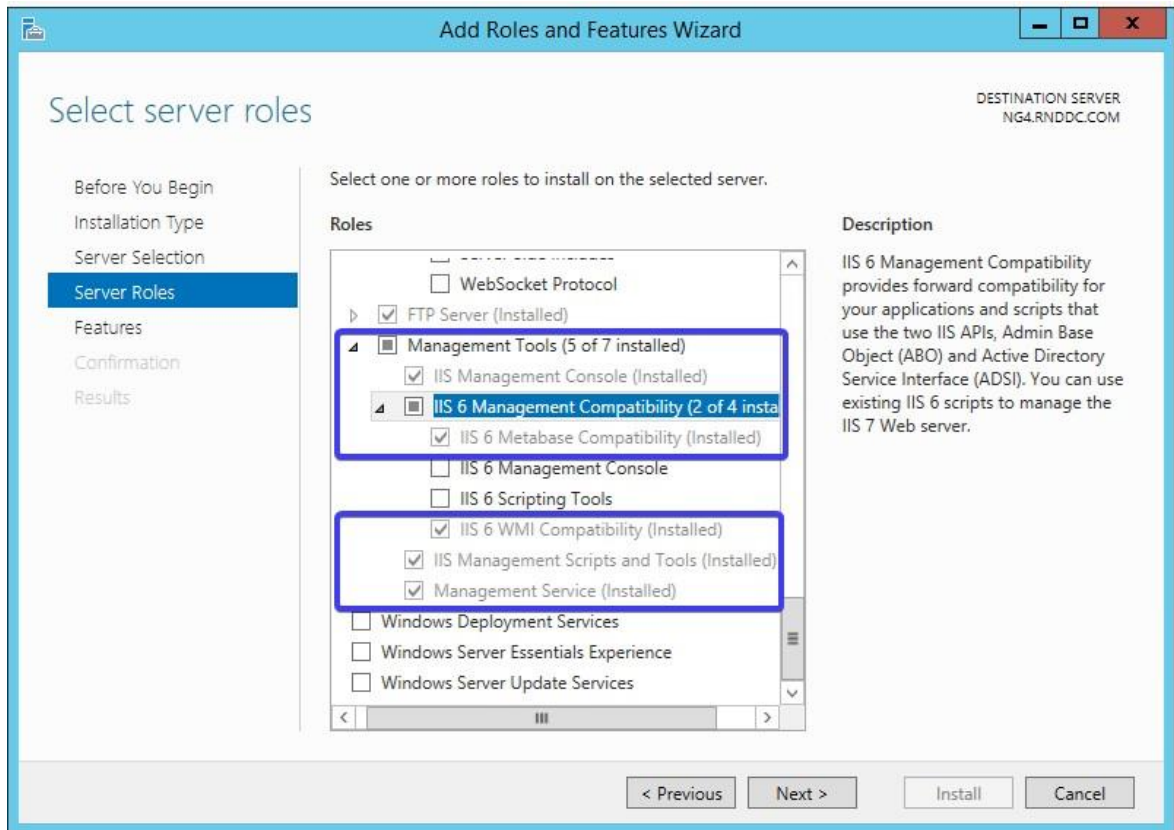 Add Roles and Features Wizard
Select server roles
DESTINATION SERVER
NG4.RNDDC.COM
Before You Begin
Installation Type
Server Selection
Server Roles
Features
Confirmation
Results
Select one or more roles to install on the selected server.
Roles
WebSocket Protocol
FTP Server (Installed)
Management Tools (5 of 7 installed)
IIS Management Console (Installed)
IIS 6 Management Compatibility (2 of 4 insta
IIS 6 Metabase Compatibility (Installed)
IIS 6 Management Console
IIS 6 Scripting Tools
IIS 6 WMI Compatibility (Installed)
IIS Management Scripts and Tools (Installed)
Management Service (Installed)
Windows Deployment Services
Windows Server Essentials Experience
Windows Server Update Services
Description
IIS 6 Management Compatibility
provides forward compatibility for
your applications and scripts that
use the two IIS APIs, Admin Base
Object (ABO) and Active Directory
Service Interface (ADSI). You can use
existing IIS 6 scripts to manage the
IIS 7 Web server.
< Previous
Next >
Install
Cancel